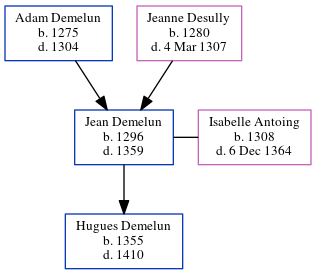 Adam Demelun
b. 1275
d. 1304
Jeanne Desully
b. 1280
d. 4 Mar 1307
Jean Demelun
b. 1296
d. 1359
Isabelle Antoing
b. 1308
d. 6 Dec 1364
Hugues Demelun
b. 1355
d. 1410